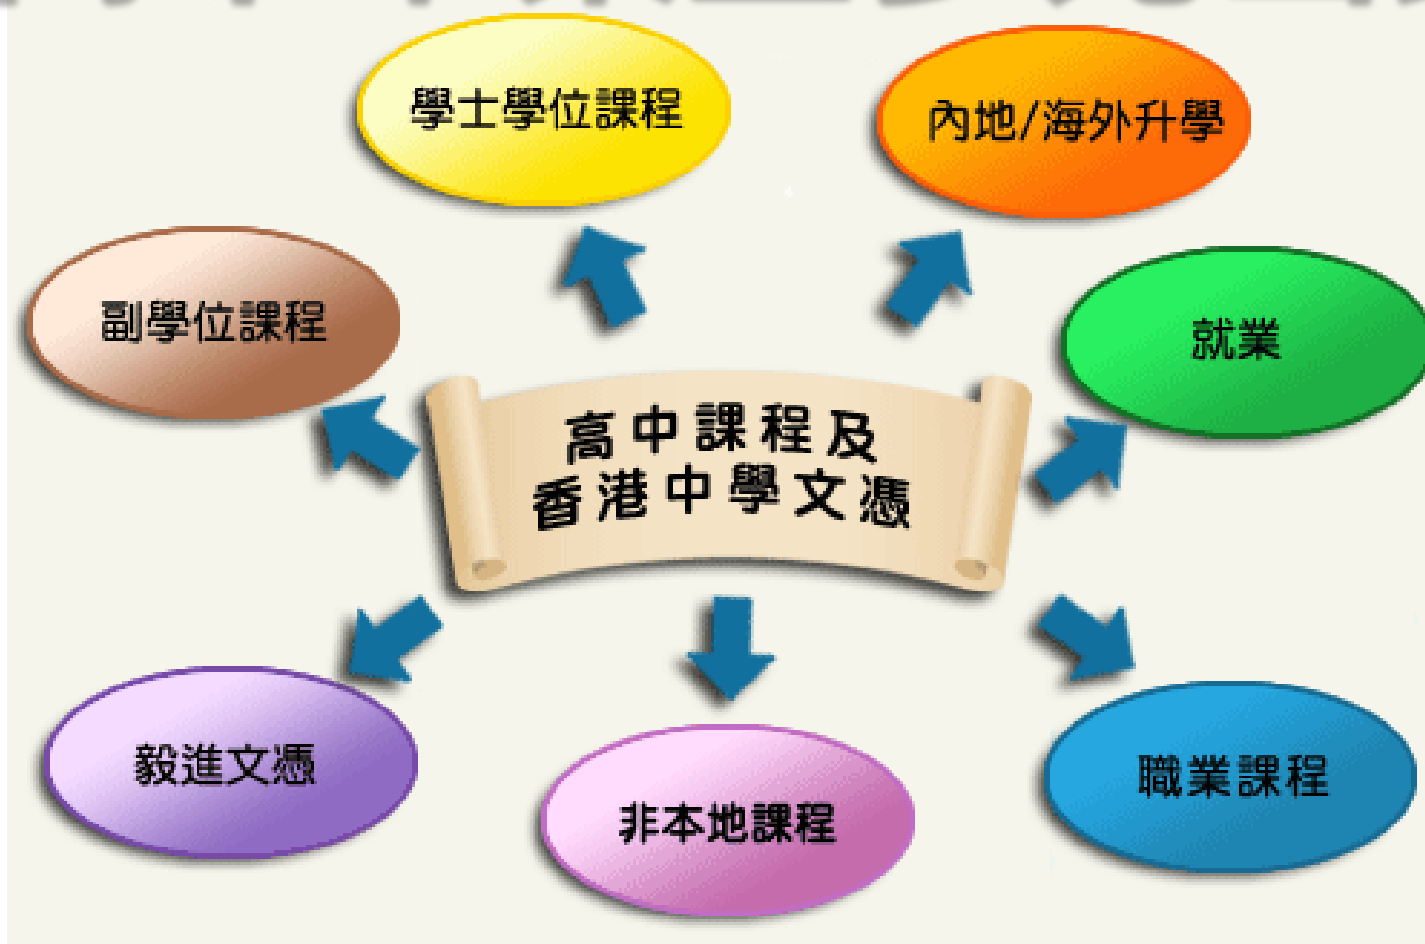 學士學位課程
內地/海外升學
副學位課程
就業
高中課程及
香港中學文憑
毅進文憑
非本地課程
職業課程